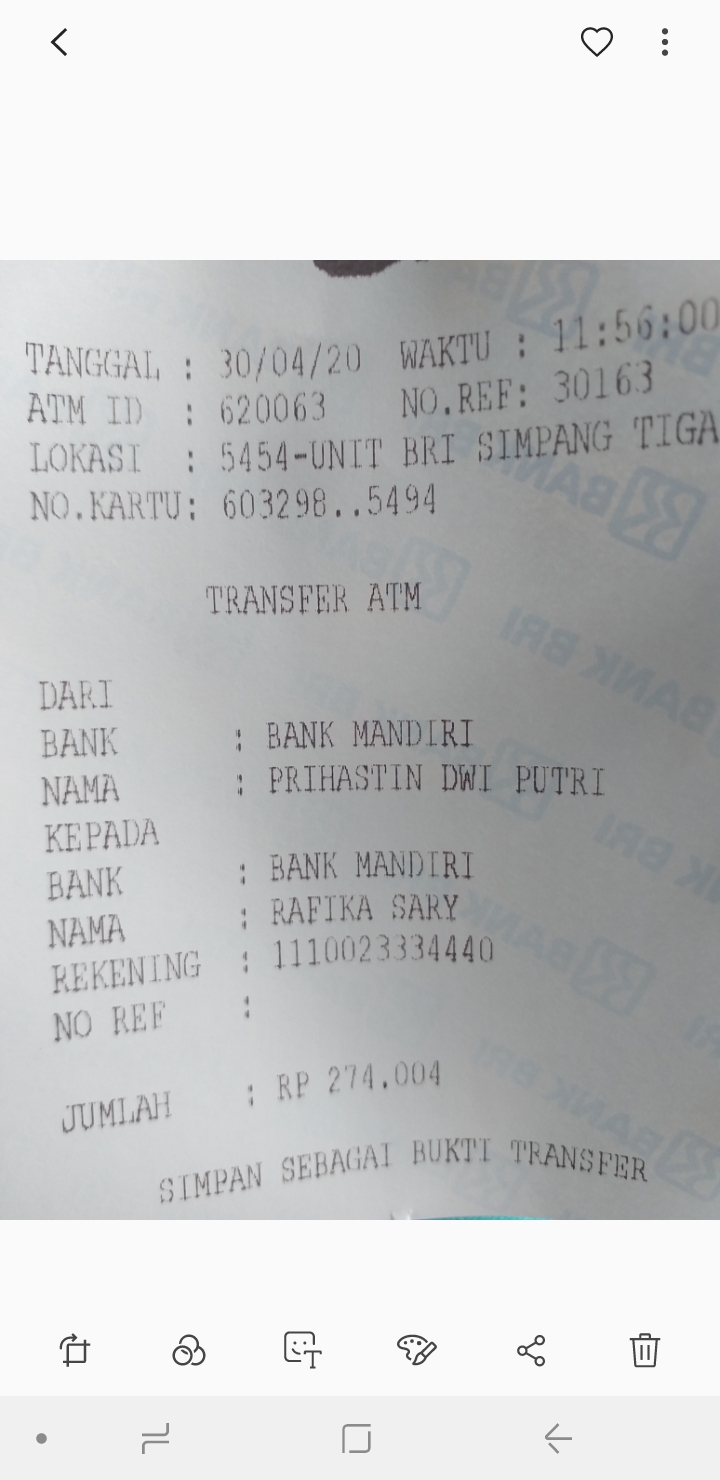 TANGGAL : 30/04/20 WAKTU : 11:56:00
ATM ID : 620063 NO.REF: 30163
LOKASI : 5454-UNIT BRI SIMPANG TIGA
NO.KARTU: 603298..5494
TRANSFER ATM
DARI
BANK : BANK MANDIRI
NAMA : PRIHASTIN DWI PUTRI
KEPADA
BANK : BANK MANDIRI
NAMA : RAFIKA SARY
REKENING : 1110023334440
NO REF :
JUMLAH : RP 274.004
SIMPAN SEBAGAI BUKTI TRANSFER